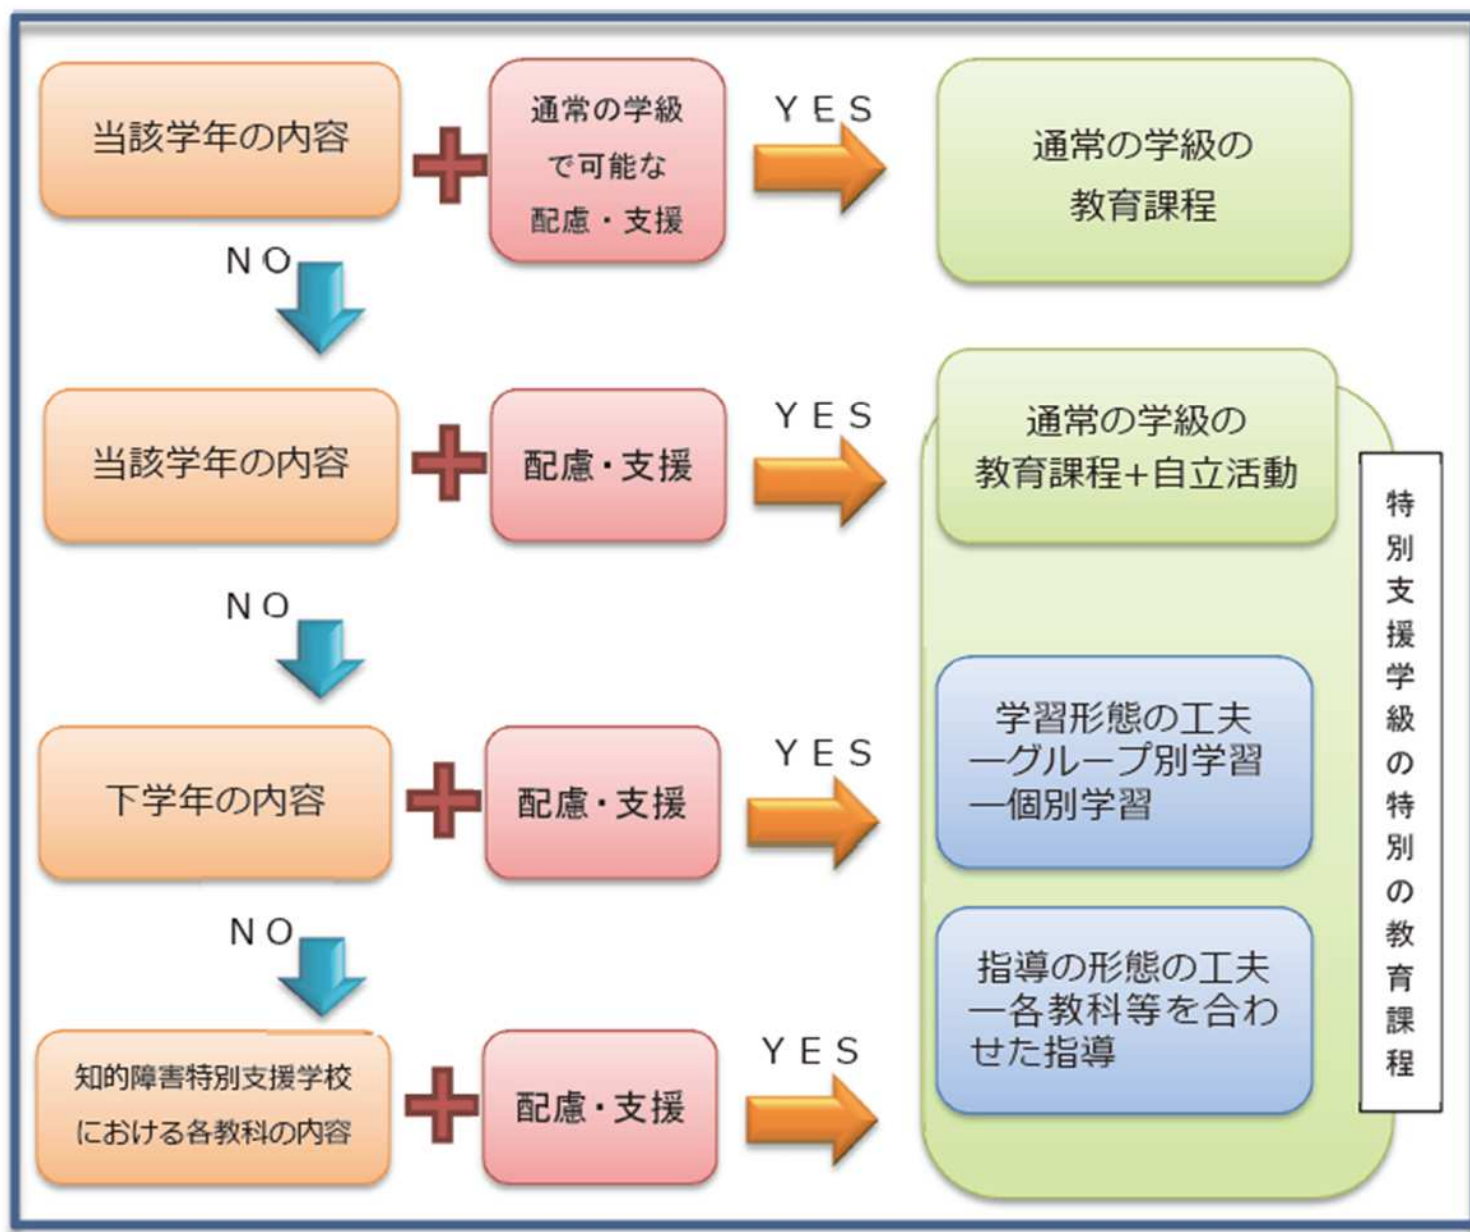 当該学年の内容
通常の学級
で可能な
配慮・支援
YES
通常の学級の
教育課程
NO
当該学年の内容
配慮・支援
YES
通常の学級の
教育課程+自立活動
NO
下学年の内容
配慮・支援
YES
学習形態の工夫
―グループ別学習
―個別学習
NO
知的障害特別支援学校
における各教科の内容
配慮・支援
YES
指導の形態の工夫
―各教科等を合わ
せた指導
特別支援学級の特別の教育課程